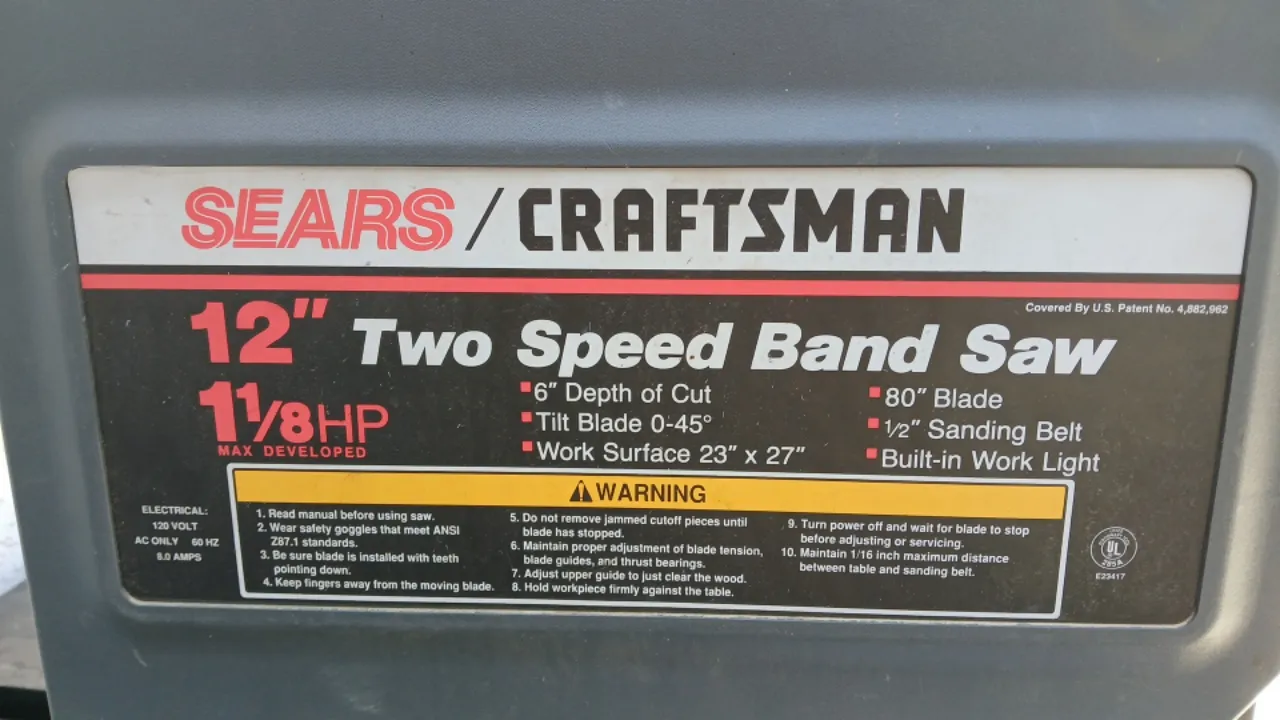 SEARS / CRAFTSMAN
Covered By U.S. Patent No. 4,882,962
12" Two Speed Band Saw
1 1/8 HP
MAX DEVELOPED
6" Depth of Cut
Tilt Blade 0-45°
Work Surface 23" x 27"
80" Blade
1/2" Sanding Belt
Built-in Work Light
ELECTRICAL:
120 VOLT
AC ONLY 60 HZ
8.0 AMPS
WARNING
1. Read manual before using saw.
2. Wear safety goggles that meet ANSI
Z87.1 standards.
3. Be sure blade is installed with teeth
pointing down.
4. Keep fingers away from the moving blade.
5. Do not remove jammed cutoff pieces until
blade has stopped.
6. Maintain proper adjustment of blade tension,
blade guides, and thrust bearings.
7. Adjust upper guide to just clear the wood.
8. Hold workpiece firmly against the table.
9. Turn power off and wait for blade to stop
before adjusting or servicing.
10. Maintain 1/16 inch maximum distance
between table and sanding belt.
UL
295A
E23417